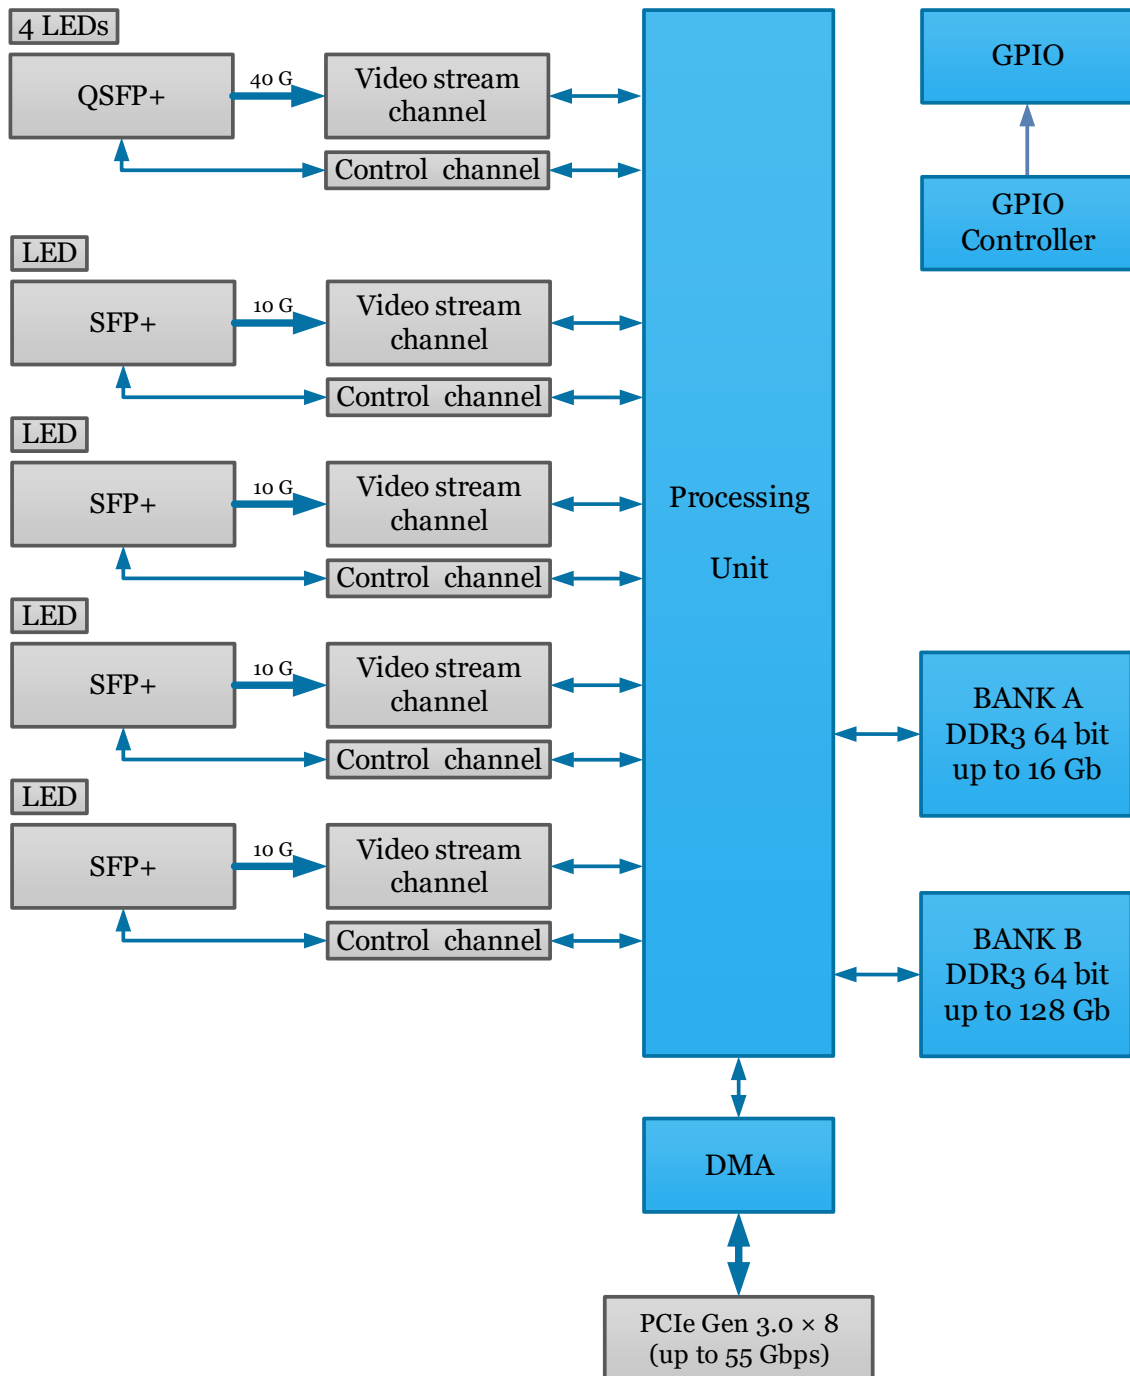 4 LEDs
QSFP+
40 G
Video stream
channel
Control channel
LED
SFP+
10 G
Video stream
channel
Control channel
LED
SFP+
10 G
Video stream
channel
Control channel
LED
SFP+
10 G
Video stream
channel
Control channel
LED
SFP+
10 G
Video stream
channel
Control channel
Processing
Unit
GPIO
GPIO
Controller
BANK A
DDR3 64 bit
up to 16 Gb
BANK B
DDR3 64 bit
up to 128 Gb
DMA
PCIe Gen 3.0 × 8
(up to 55 Gbps)